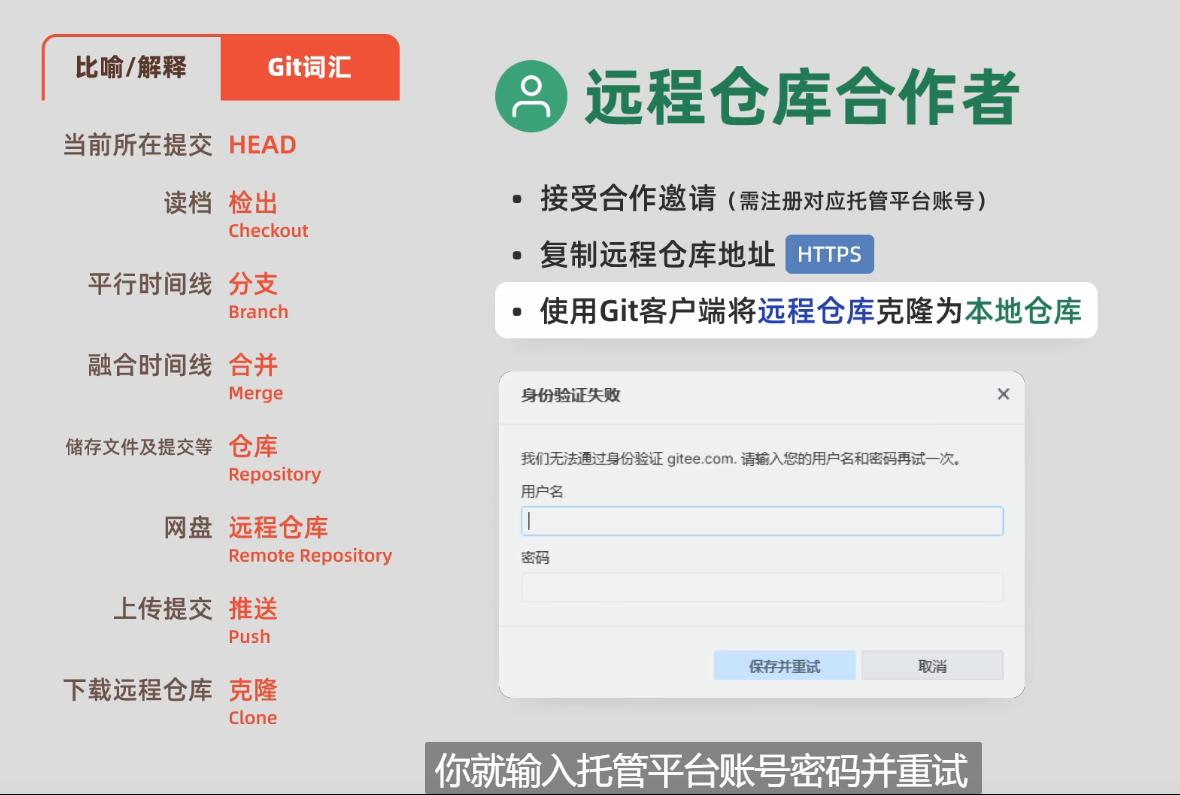 比喻/解释 Git词汇
当前所在提交 HEAD
读档 检出
Checkout
平行时间线 分支
Branch
融合时间线 合并
Merge
储存文件及提交等 仓库
Repository
网盘 远程仓库
Remote Repository
上传提交 推送
Push
下载远程仓库 克隆
Clone
远程仓库合作者
• 接受合作邀请（需注册对应托管平台账号）
• 复制远程仓库地址 HTTPS
• 使用Git客户端将远程仓库克隆为本地仓库
身份验证失败
我们无法通过身份验证 gitee.com. 请输入您的用户名和密码再试一次。
用户名
密码
保存并重试 取消
你就输入托管平台账号密码并重试